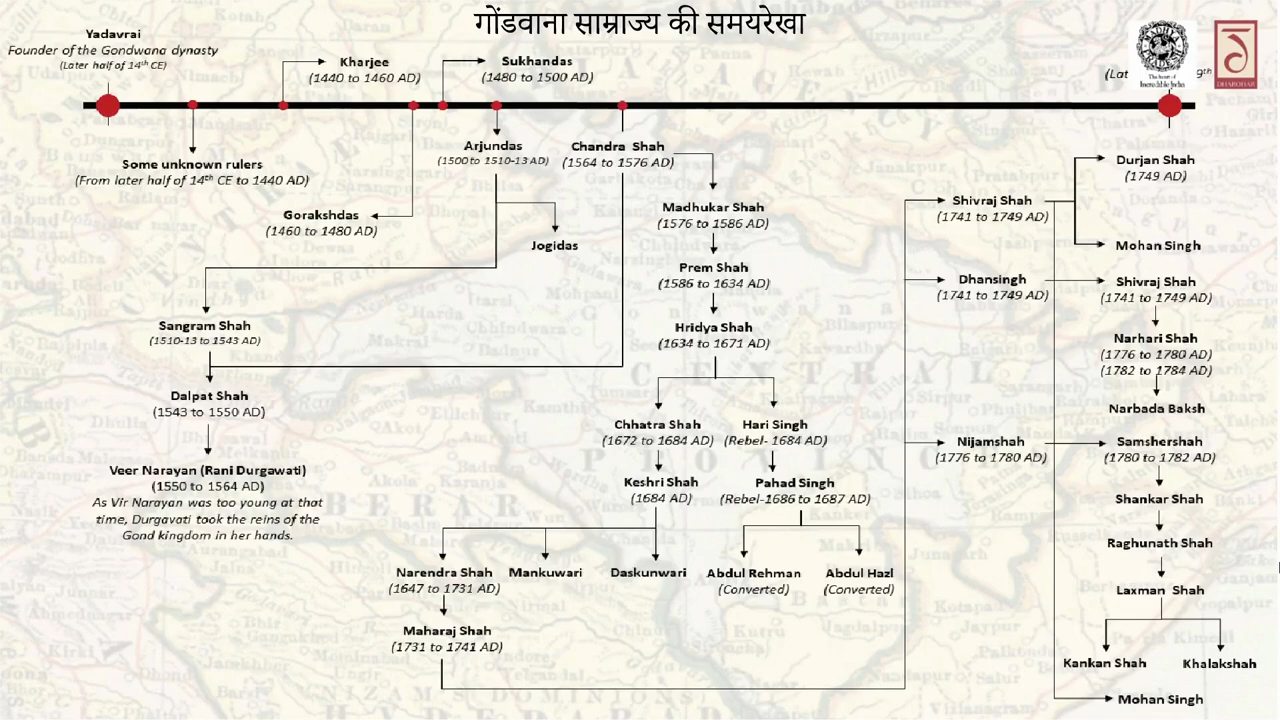 गोंडवाना साम्राज्य की समयरेखा
Yadavrai
Founder of the Gondwana dynasty
(Later half of 14th CE)
Kharjee
(1440 to 1460 AD)
Sukhandas
(1480 to 1500 AD)
(Lat
9th
The heart of
Incredible India
DHAROHAR
Some unknown rulers
(From later half of 14th CE to 1440 AD)
Gorakshdas
(1460 to 1480 AD)
Arjundas
(1500 to 1510-13 AD)
Jogidas
Chandra Shah
(1564 to 1576 AD)
Sangram Shah
(1510-13 to 1543 AD)
Dalpat Shah
(1543 to 1550 AD)
Veer Narayan (Rani Durgawati)
(1550 to 1564 AD)
As Vir Narayan was too young at that
time, Durgavati took the reins of the
Gond kingdom in her hands.
Madhukar Shah
(1576 to 1586 AD)
Prem Shah
(1586 to 1634 AD)
Hridya Shah
(1634 to 1671 AD)
Chhatra Shah
(1672 to 1684 AD)
Hari Singh
(Rebel- 1684 AD)
Keshri Shah
(1684 AD)
Pahad Singh
(Rebel-1686 to 1687 AD)
Narendra Shah
(1647 to 1731 AD)
Mankuwari
Daskunwari
Abdul Rehman
(Converted)
Abdul Hazl
(Converted)
Maharaj Shah
(1731 to 1741 AD)
Shivraj Shah
(1741 to 1749 AD)
Durjan Shah
(1749 AD)
Mohan Singh
Dhansingh
(1741 to 1749 AD)
Shivraj Shah
(1741 to 1749 AD)
Narhari Shah
(1776 to 1780 AD)
(1782 to 1784 AD)
Narbada Baksh
Nijamshah
(1776 to 1780 AD)
Samshershah
(1780 to 1782 AD)
Shankar Shah
Raghunath Shah
Laxman Shah
Kankan Shah
Khalakshah
Mohan Singh